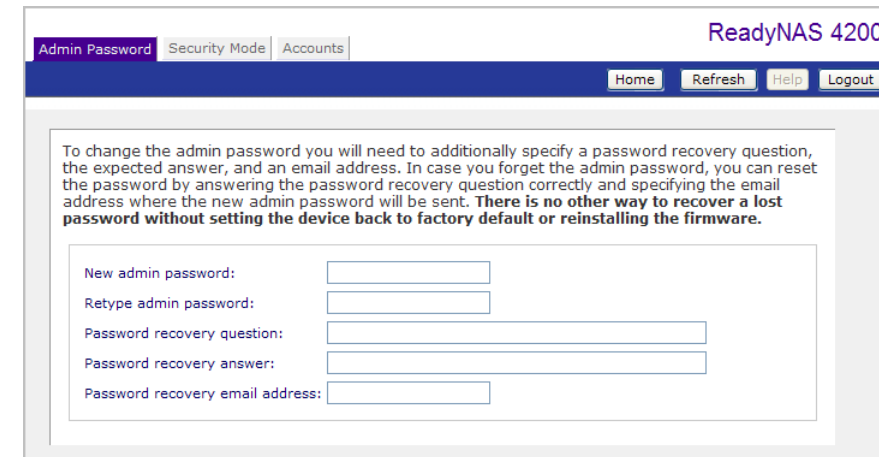 ReadyNAS 4200
Admin Password Security Mode Accounts
Home Refresh Help Logout
To change the admin password you will need to additionally specify a password recovery question,
the expected answer, and an email address. In case you forget the admin password, you can reset
the password by answering the password recovery question correctly and specifying the email
address where the new admin password will be sent. There is no other way to recover a lost
password without setting the device back to factory default or reinstalling the firmware.
New admin password:
Retype admin password:
Password recovery question:
Password recovery answer:
Password recovery email address: